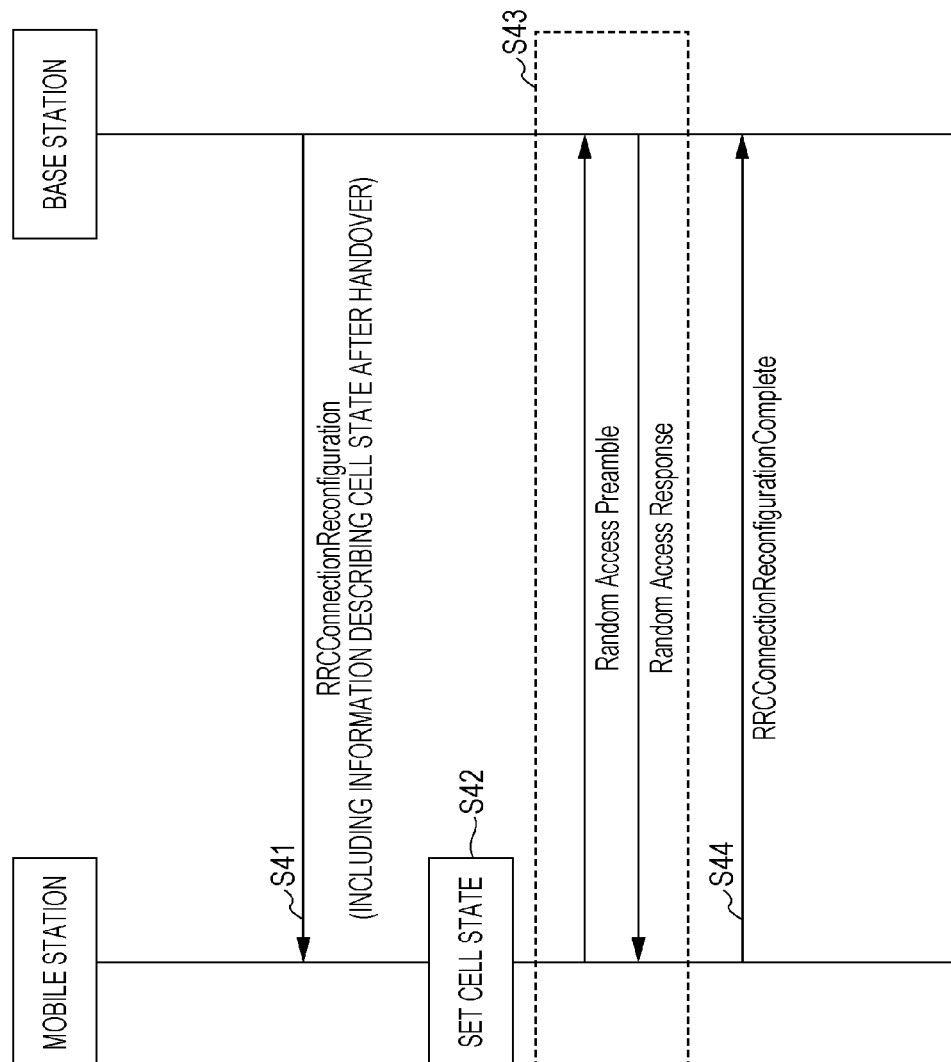 MOBILE STATION
BASE STATION
S41
RRCConnectionReconfiguration
(INCLUDING INFORMATION DESCRIBING CELL STATE AFTER HANDOVER)
SET CELL STATE
S42
S43
Random Access Preamble
Random Access Response
S44
RRCConnectionReconfigurationComplete